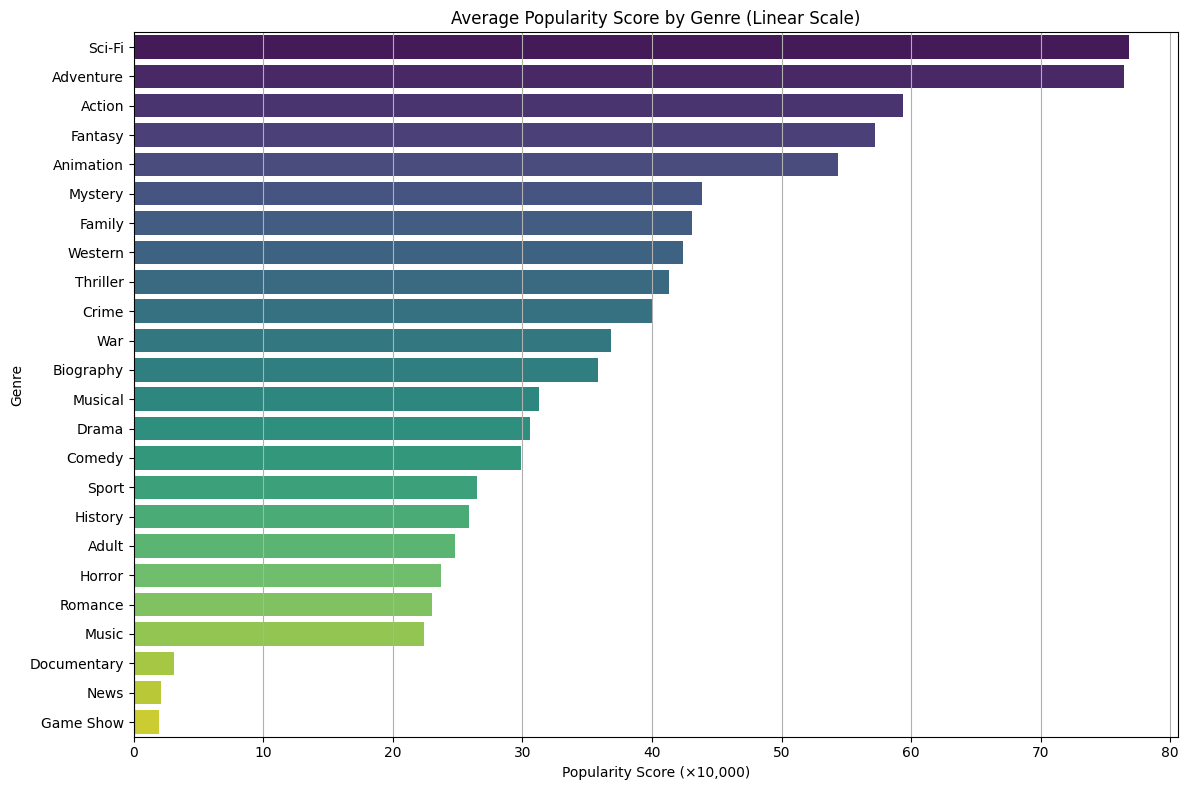 Average Popularity Score by Genre (Linear Scale)
Genre
Sci-Fi
Adventure
Action
Fantasy
Animation
Mystery
Family
Western
Thriller
Crime
War
Biography
Musical
Drama
Comedy
Sport
History
Adult
Horror
Romance
Music
Documentary
News
Game Show
0 10 20 30 40 50 60 70 80
Popularity Score (×10,000)